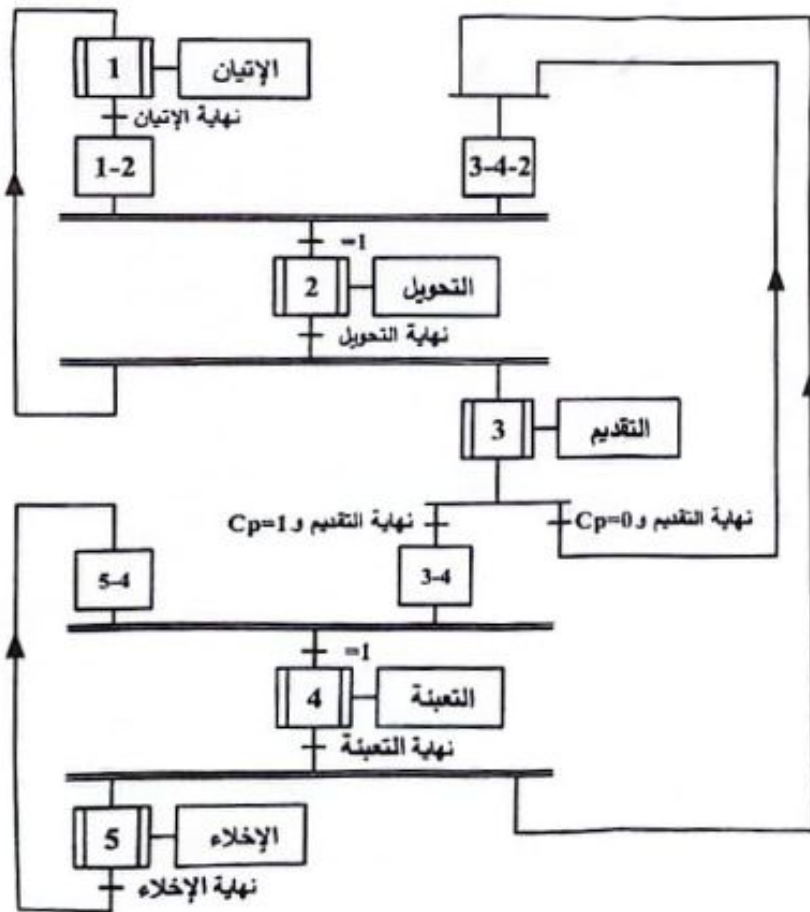 1
الإتيان
نهاية الإتيان
1-2
3-4-2
=1
2
التحويل
نهاية التحويل
3
التقديم
نهاية التقديم و Cp=1
نهاية التقديم و Cp=0
5-4
3-4
=1
4
التعبئة
نهاية التعبئة
5
الإخلاء
نهاية الإخلاء